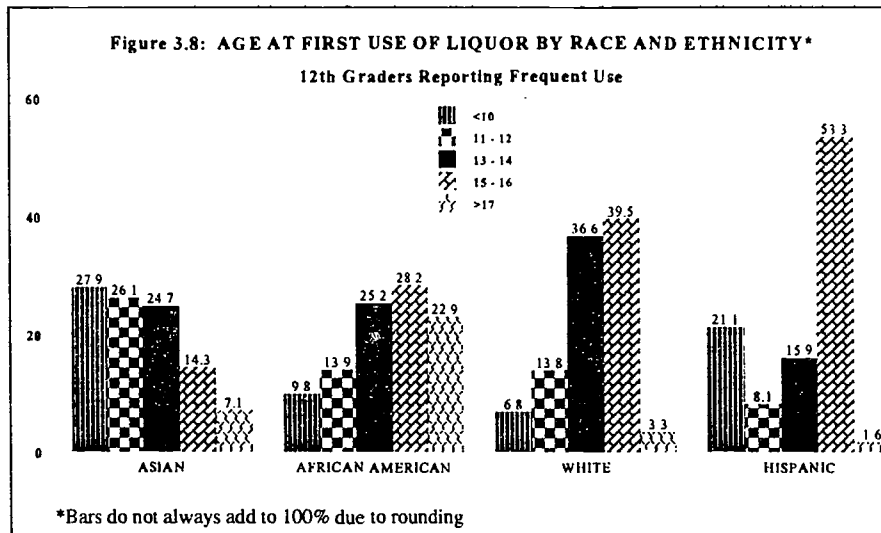 Figure 3.8: AGE AT FIRST USE OF LIQUOR BY RACE AND ETHNICITY*
12th Graders Reporting Frequent Use
60
<10
11 - 12
13 - 14
15 - 16
>17
53.3
40
39.5
36.6
27.9
26.1
24.7
28.2
25.2
22.9
21.1
20
14.3
13.9
13.8
15.9
9.8
7.1
6.8
3.3
8.1
1.6
0
ASIAN
AFRICAN AMERICAN
WHITE
HISPANIC
*Bars do not always add to 100% due to rounding